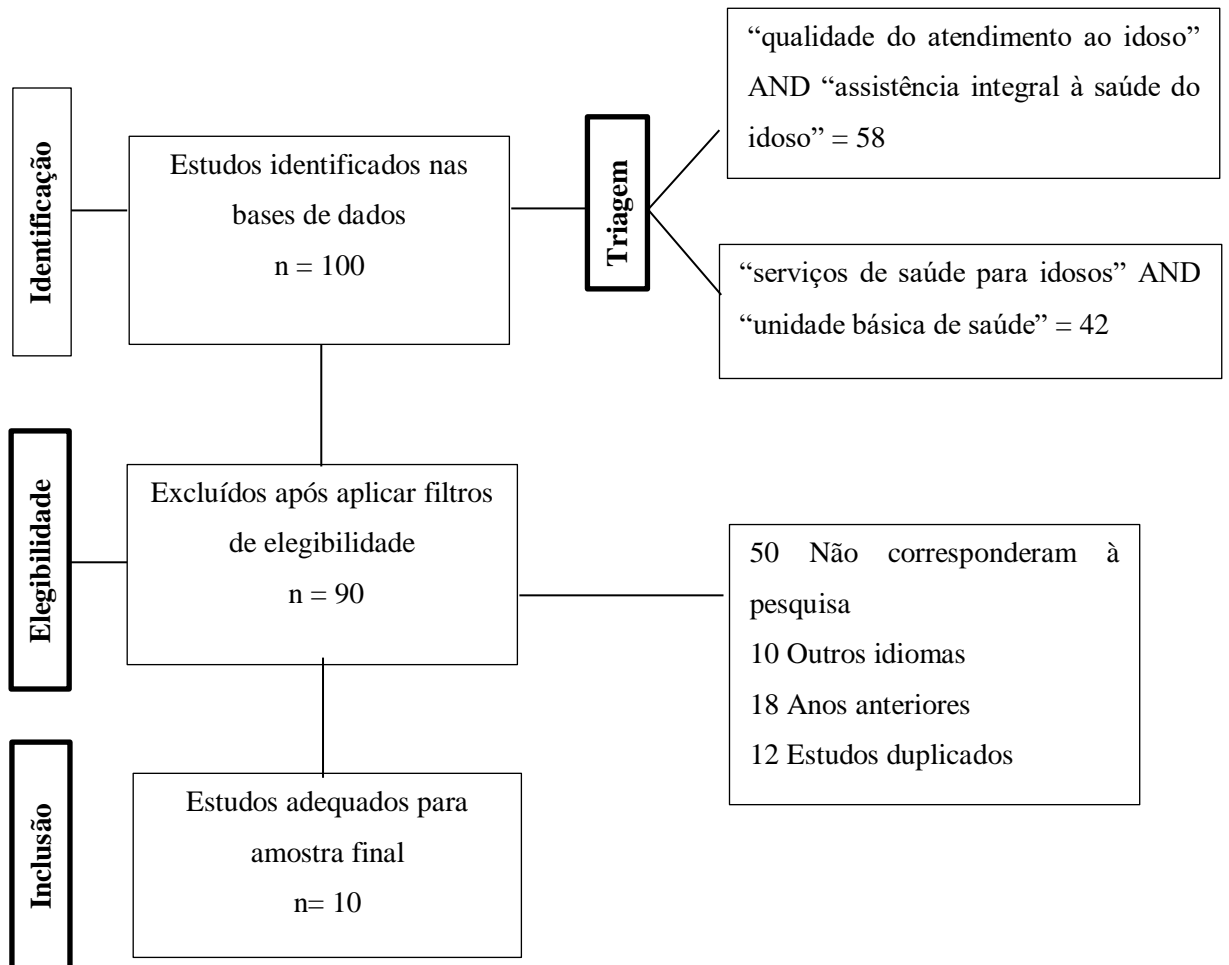 Identificação
Estudos identificados nas
bases de dados
n = 100
Triagem
“qualidade do atendimento ao idoso”
AND “assistência integral à saúde do
idoso” = 58
“serviços de saúde para idosos” AND
“unidade básica de saúde” = 42
Elegibilidade
Excluídos após aplicar filtros
de elegibilidade
n = 90
50 Não corresponderam à
pesquisa
10 Outros idiomas
18 Anos anteriores
12 Estudos duplicados
Inclusão
Estudos adequados para
amostra final
n= 10